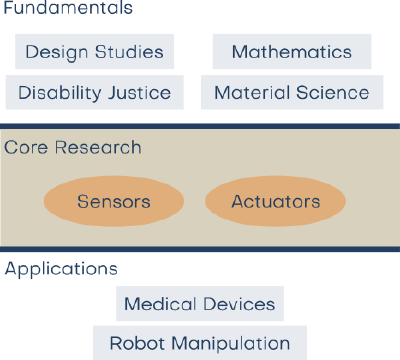 Fundamentals
Design Studies Mathematics
Disability Justice Material Science
Core Research
Sensors Actuators
Applications
Medical Devices
Robot Manipulation